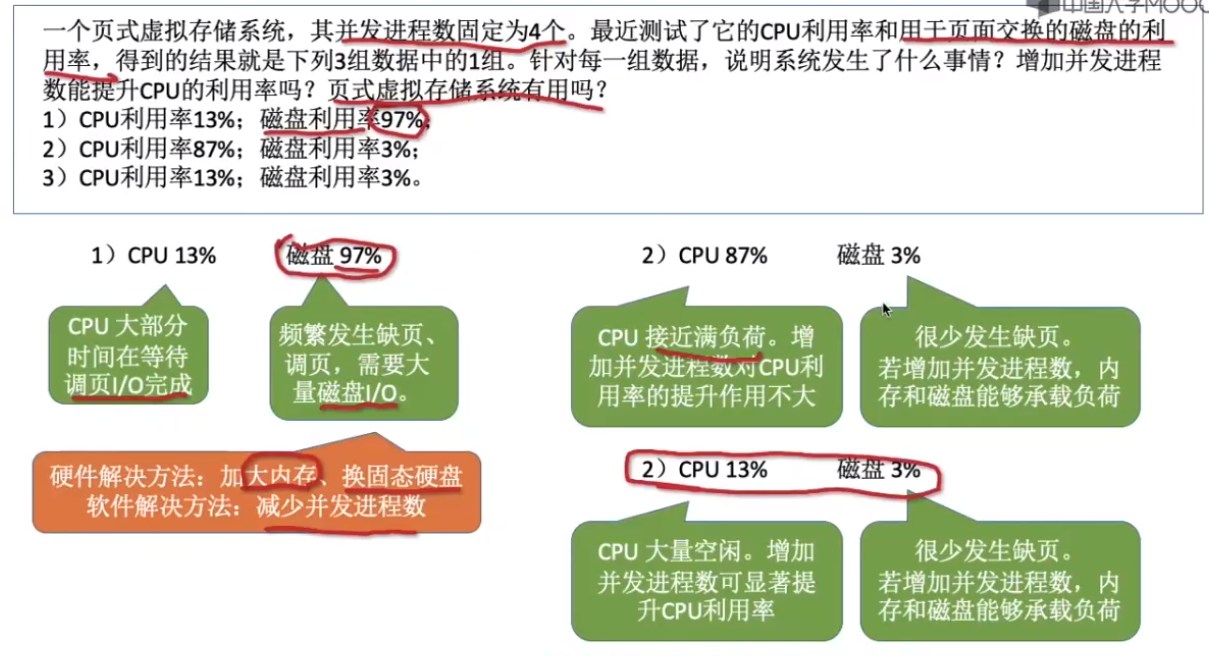 中国大学MOOC
一个页式虚拟存储系统，其并发进程数固定为4个。最近测试了它的CPU利用率和用于页面交换的磁盘的利
用率，得到的结果就是下列3组数据中的1组。针对每一组数据，说明系统发生了什么事情？增加并发进程
数能提升CPU的利用率吗？页式虚拟存储系统有用吗？
1）CPU利用率13%；磁盘利用率97%；
2）CPU利用率87%；磁盘利用率3%；
3）CPU利用率13%；磁盘利用率3%。
1）CPU 13% 磁盘 97%
CPU 大部分
时间在等待
调页I/O完成
频繁发生缺页、
调页，需要大
量磁盘I/O。
硬件解决方法：加大内存、换固态硬盘
软件解决方法：减少并发进程数
2）CPU 87% 磁盘 3%
CPU 接近满负荷。增
加并发进程数对CPU利
用率的提升作用不大
很少发生缺页。
若增加并发进程数，内
存和磁盘能够承载负荷
2）CPU 13% 磁盘 3%
CPU 大量空闲。增加
并发进程数可显著提
升CPU利用率
很少发生缺页。
若增加并发进程数，内
存和磁盘能够承载负荷